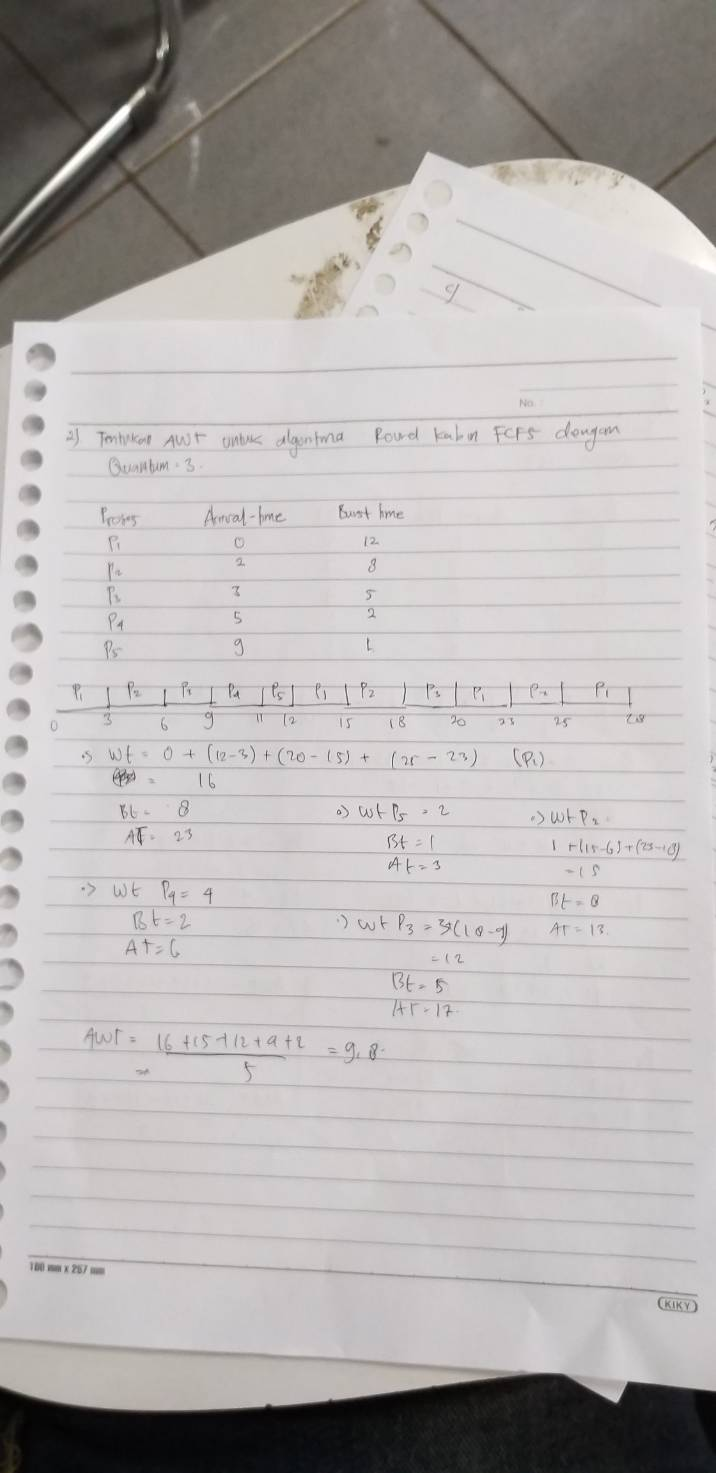 No.
2) Tentukan AWT untuk algoritma Round Kabin FCFS dengan
Quantum = 3.
Proses Arrival-time Burst time
P1 0 12
P2 2 8
P3 3 5
P4 5 2
P5 9 1
P1 P2 P3 P4 P5 P1 P2 P3 P1 P2 P1
0 3 6 9 11 12 15 18 20 23 25 28
Wt = 0 + (12-3) + (20-15) + (25-23) (P1)
= 16
Bt = 8
AT = 23
Wt P5 = 2
Bt = 1
At = 3
Wt P2
1 + (15-6) + (23-18)
= 15
Bt = 8
AT = 13.
Wt P4 = 4
Bt = 2
AT = 6
Wt P3 = 3+(18-9)
= 12
Bt = 5
AT = 17.
AWT = 16 + 15 + 12 + 4 + 2 = 9,8.
5
180 mm x 257 mm
KIKY